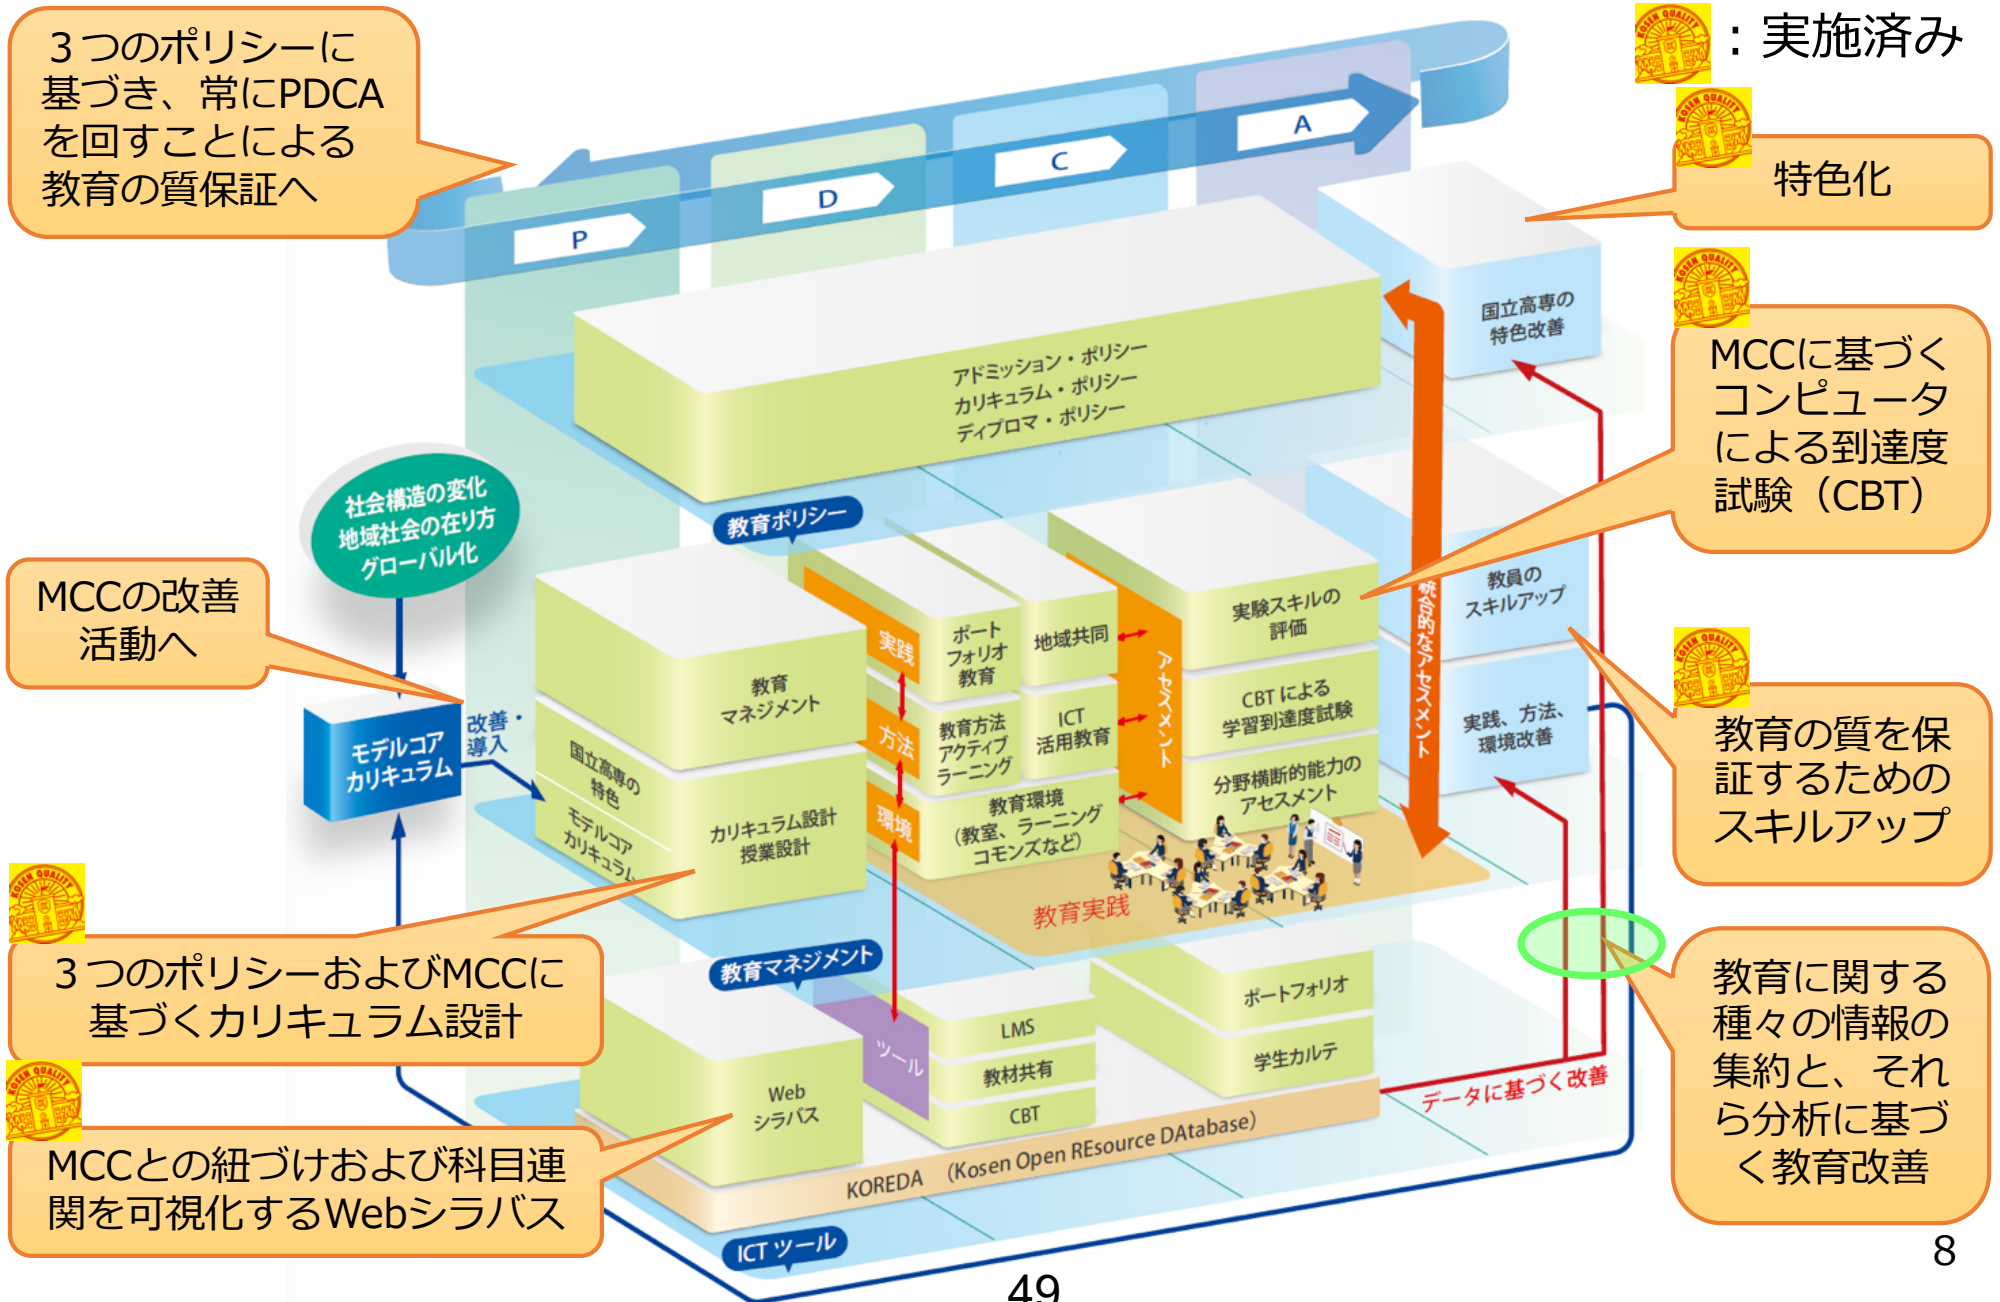 3つのポリシーに
基づき、常にPDCA
を回すことによる
教育の質保証へ
：実施済み
特色化
P
D
C
A
国立高専の
特色改善
アドミッション・ポリシー
カリキュラム・ポリシー
ディプロマ・ポリシー
MCCに基づく
コンピュータ
による到達度
試験（CBT）
社会構造の変化
地域社会の在り方
グローバル化
教育ポリシー
MCCの改善
活動へ
モデルコア
カリキュラム
改善・
導入
教育
マネジメント
国立高専の
特色
モデルコア
カリキュラム
カリキュラム設計
授業設計
実践
方法
環境
ポート
フォリオ
教育
地域共同
教育方法
アクティブ
ラーニング
ICT
活用教育
教育環境
（教室、ラーニング
コモンズなど）
アセスメント
実験スキルの
評価
CBT による
学習到達度試験
分野横断的能力の
アセスメント
統合的なアセスメント
教員の
スキルアップ
実践、方法、
環境改善
教育の質を保
証するための
スキルアップ
教育実践
教育マネジメント
3つのポリシーおよびMCCに
基づくカリキュラム設計
Web
シラバス
ツール
LMS
教材共有
CBT
ポートフォリオ
学生カルテ
KOREDA （Kosen Open REsource DAtabase）
データに基づく改善
教育に関する
種々の情報の
集約と、それ
ら分析に基づ
く教育改善
MCCとの紐づけおよび科目連
関を可視化するWebシラバス
ICT ツール
8
49
KOSEN QUALITY
KOSEN QUALITY
KOSEN QUALITY
KOSEN QUALITY
KOSEN QUALITY
KOSEN QUALITY